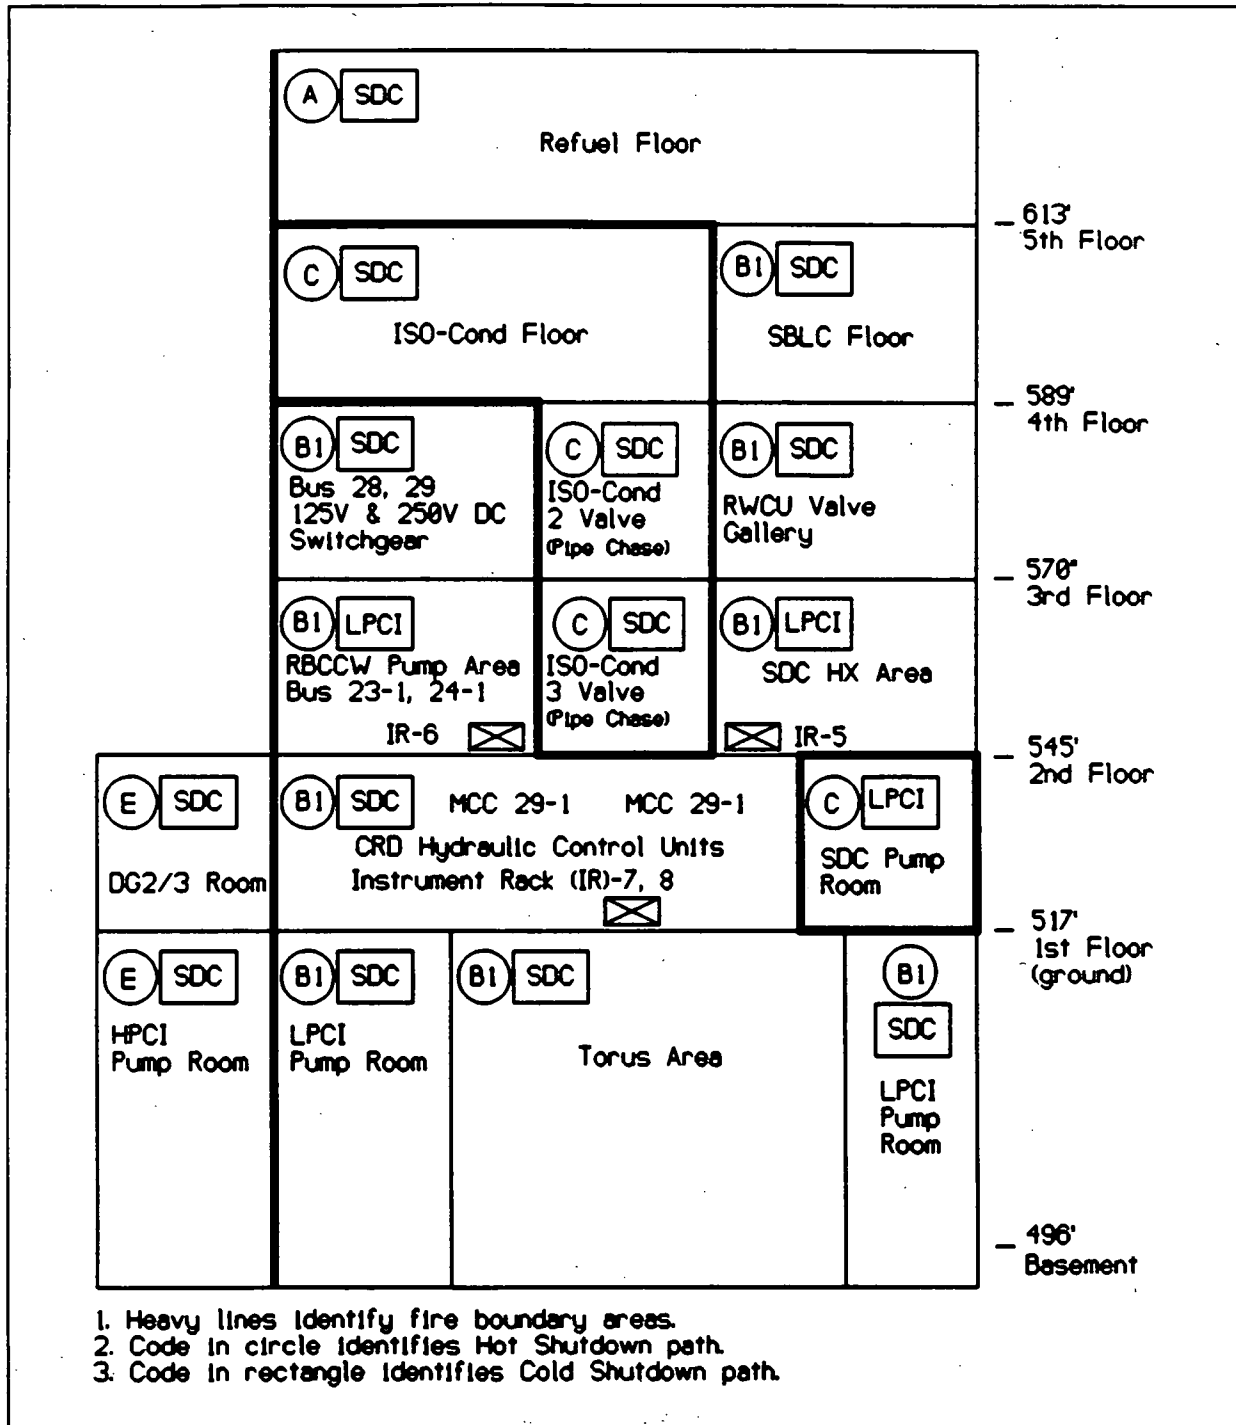 A SDC
Refuel Floor
613'
5th Floor
C SDC
ISO-Cond Floor
B1 SDC
SBLC Floor
589'
4th Floor
B1 SDC
Bus 28, 29
125V & 250V DC
Switchgear
C SDC
ISO-Cond
2 Valve
(Pipe Chase)
B1 SDC
RWCU Valve
Gallery
570"
3rd Floor
B1 LPCI
RBCCW Pump Area
Bus 23-1, 24-1
IR-6
C SDC
ISO-Cond
3 Valve
(Pipe Chase)
B1 LPCI
SDC HX Area
IR-5
545'
2nd Floor
E SDC
DG2/3 Room
B1 SDC MCC 29-1 MCC 29-1
CRD Hydraulic Control Units
Instrument Rack (IR)-7, 8
C LPCI
SDC Pump
Room
517'
1st Floor
(ground)
E SDC
HPCI
Pump Room
B1 SDC
LPCI
Pump Room
B1 SDC
Torus Area
B1
SDC
LPCI
Pump
Room
496'
Basement
1. Heavy lines identify fire boundary areas.
2. Code in circle identifies Hot Shutdown path.
3. Code in rectangle identifies Cold Shutdown path.